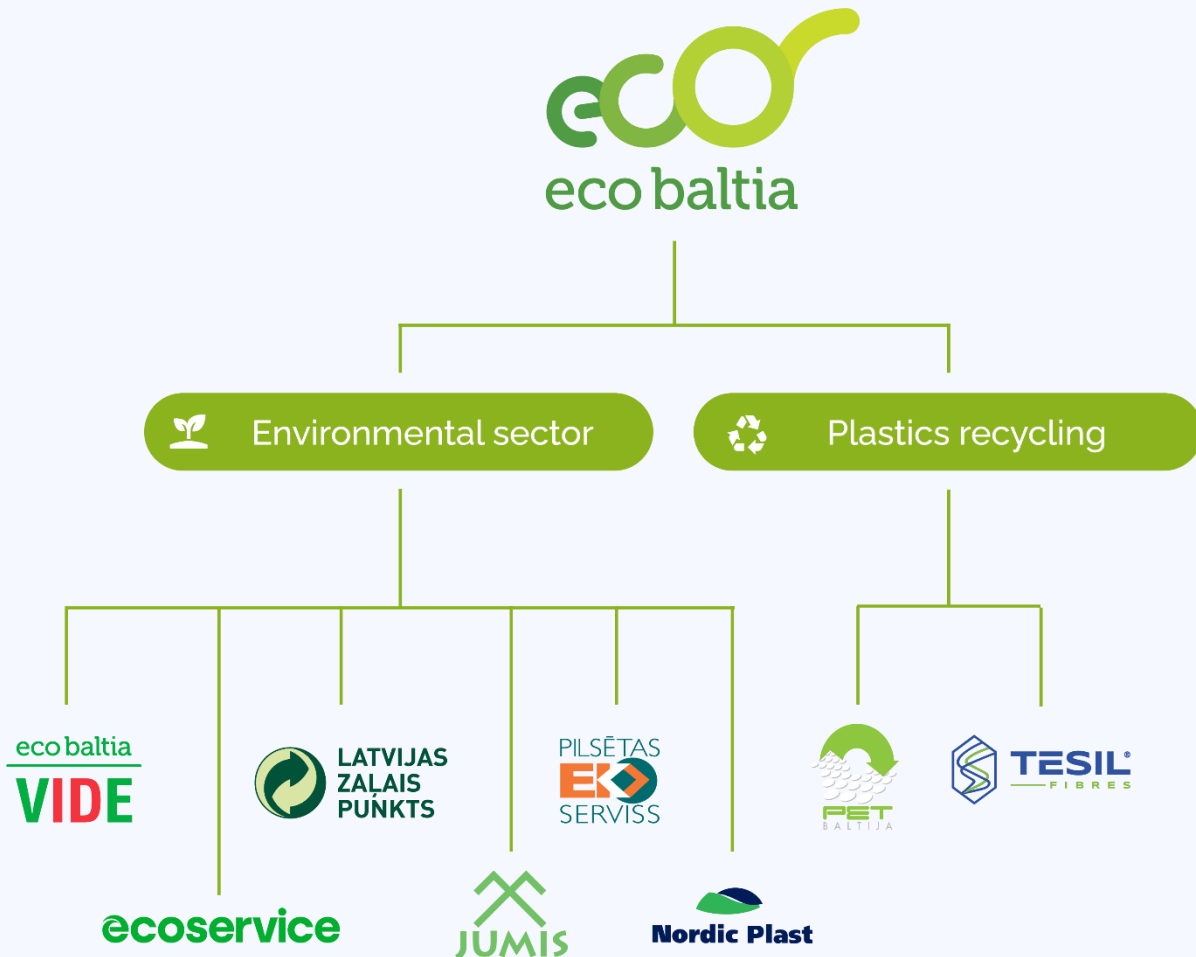 eco
eco baltia
Environmental sector
Plastics recycling
eco baltia
VIDE
LATVIJAS
ZAĻAIS
PUNKTS
PILSĒTAS
EKO
SERVISS
PET
BALTIJA
TESIL®
FIBRES
ecoservice
JUMIS
Nordic Plast